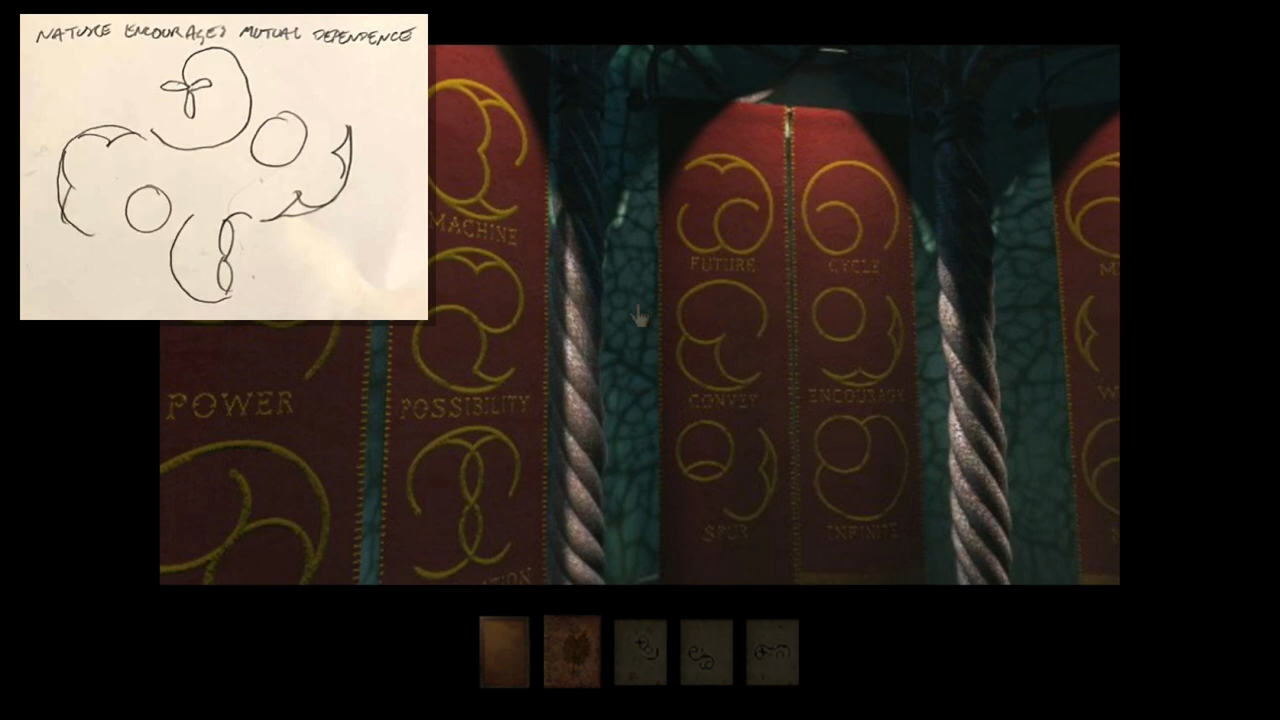 NATURE ENCOURAGES MUTUAL DEPENDENCE
MACHINE
FUTURE
CYCLE
POWER
POSSIBILITY
CONVEY
ENCOURAGE
SPUR
INFINITE